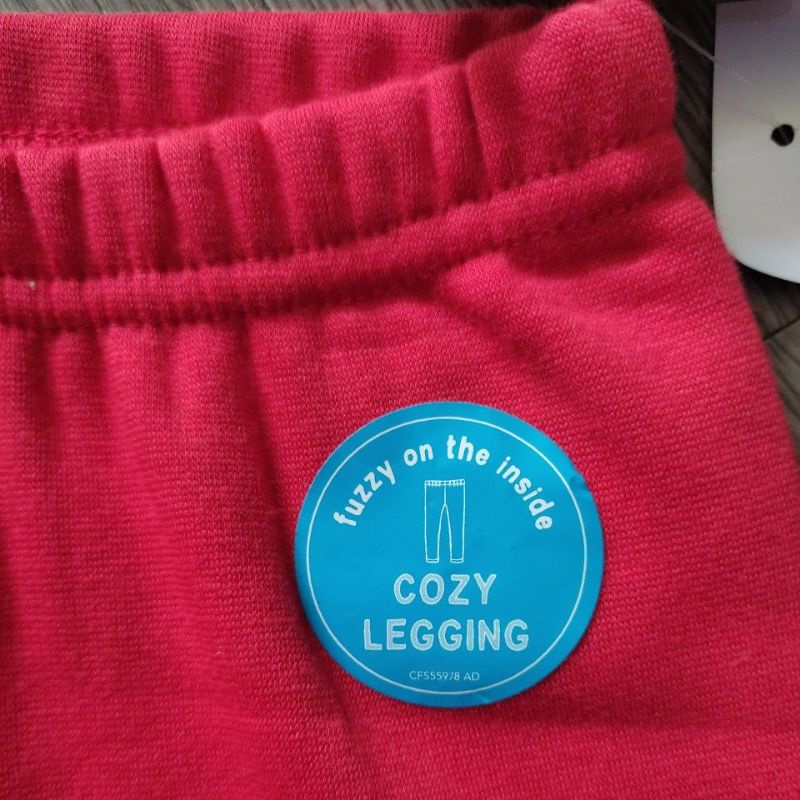 fuzzy on the inside
COZY
LEGGING
CFS55978 AD